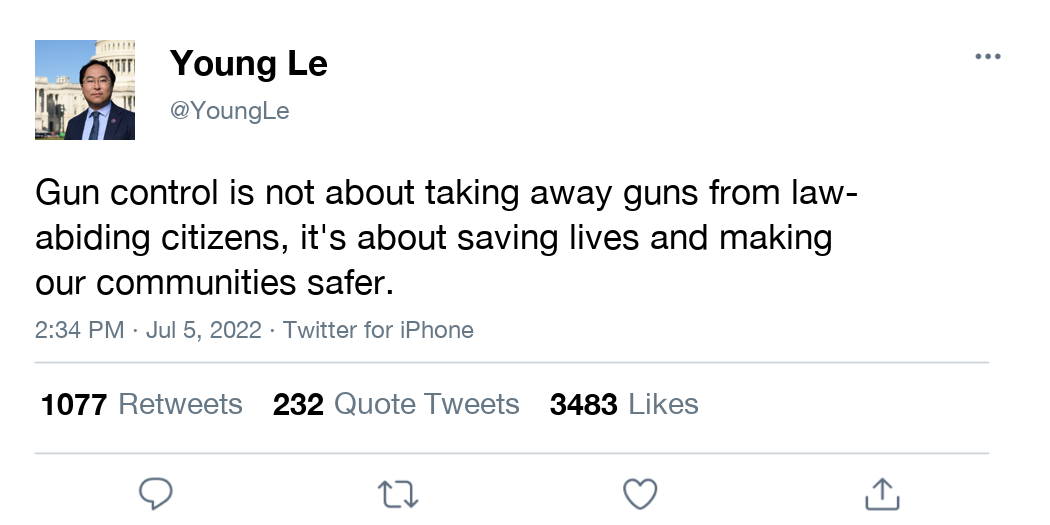 Young Le
@YoungLe
Gun control is not about taking away guns from law-
abiding citizens, it's about saving lives and making
our communities safer.
2:34 PM · Jul 5, 2022 · Twitter for iPhone
1077 Retweets 232 Quote Tweets 3483 Likes